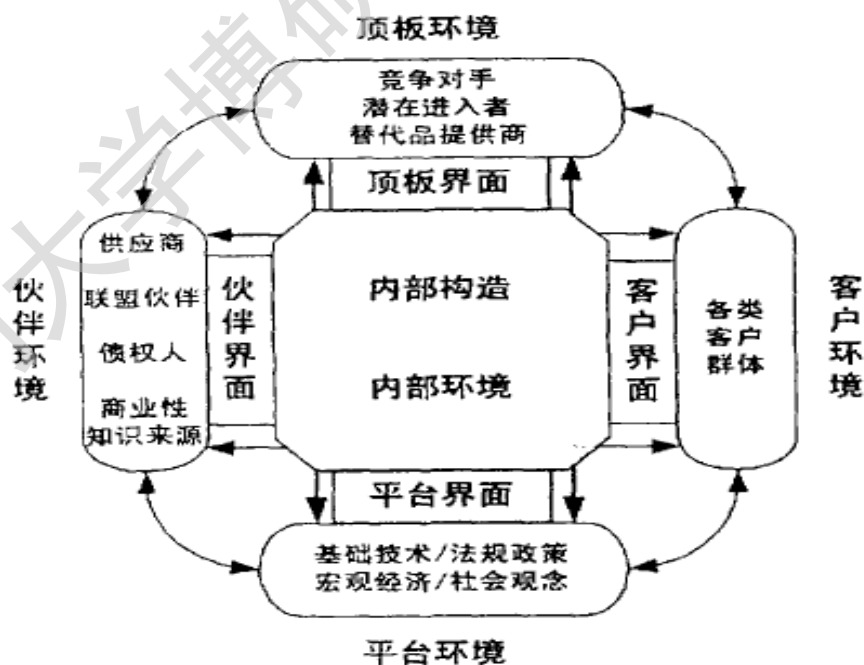 顶板环境
竞争对手
潜在进入者
替代品提供商
顶板界面
伙伴环境
供应商
联盟伙伴
债权人
商业性
知识来源
伙伴界面
内部构造
内部环境
客户界面
各类
客户
群体
客户环境
平台界面
基础技术/法规政策
宏观经济/社会观念
平台环境
大学博